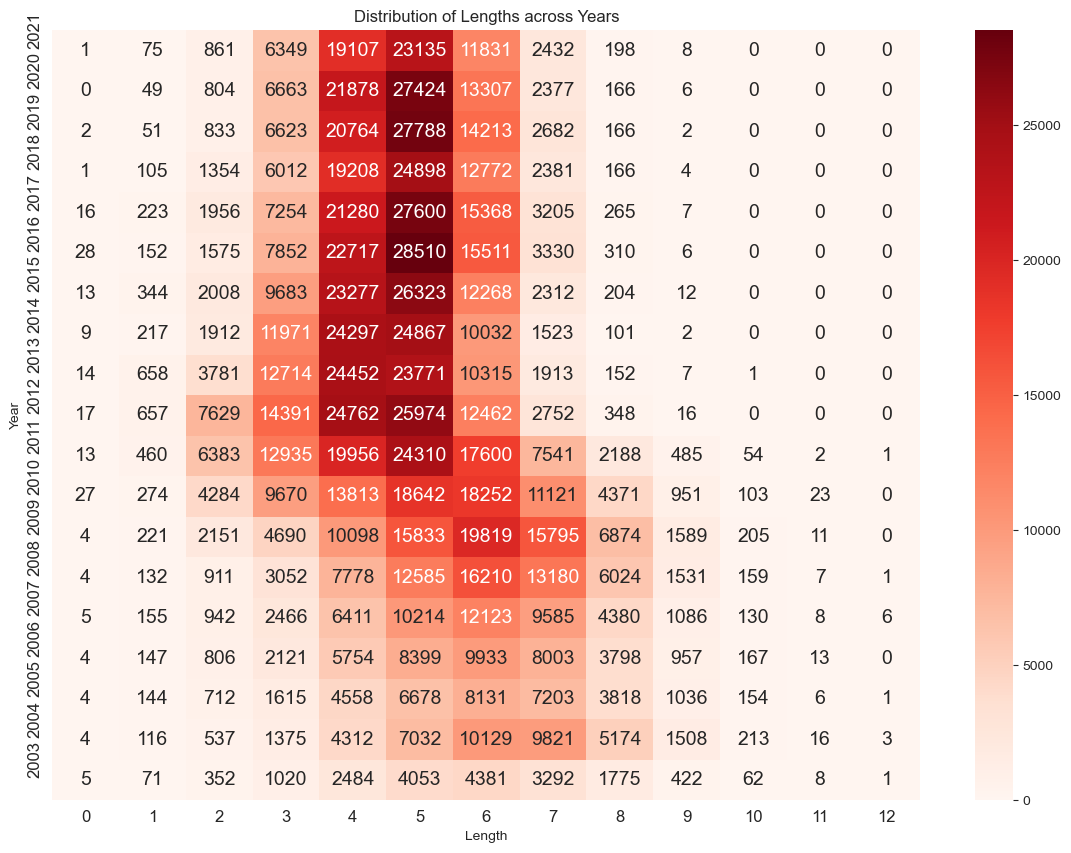 Distribution of Lengths across Years
1 75 861 6349 19107 23135 11831 2432 198 8 0 0 0
0 49 804 6663 21878 27424 13307 2377 166 6 0 0 0
2 51 833 6623 20764 27788 14213 2682 166 2 0 0 0
1 105 1354 6012 19208 24898 12772 2381 166 4 0 0 0
16 223 1956 7254 21280 27600 15368 3205 265 7 0 0 0
28 152 1575 7852 22717 28510 15511 3330 310 6 0 0 0
13 344 2008 9683 23277 26323 12268 2312 204 12 0 0 0
9 217 1912 11971 24297 24867 10032 1523 101 2 0 0 0
14 658 3781 12714 24452 23771 10315 1913 152 7 1 0 0
17 657 7629 14391 24762 25974 12462 2752 348 16 0 0 0
13 460 6383 12935 19956 24310 17600 7541 2188 485 54 2 1
27 274 4284 9670 13813 18642 18252 11121 4371 951 103 23 0
4 221 2151 4690 10098 15833 19819 15795 6874 1589 205 11 0
4 132 911 3052 7778 12585 16210 13180 6024 1531 159 7 1
5 155 942 2466 6411 10214 12123 9585 4380 1086 130 8 6
4 147 806 2121 5754 8399 9933 8003 3798 957 167 13 0
4 144 712 1615 4558 6678 8131 7203 3818 1036 154 6 1
4 116 537 1375 4312 7032 10129 9821 5174 1508 213 16 3
5 71 352 1020 2484 4053 4381 3292 1775 422 62 8 1
0 1 2 3 4 5 6 7 8 9 10 11 12
Length
Year
2003 2004 2005 2006 2007 2008 2009 2010 2011 2012 2013 2014 2015 2016 2017 2018 2019 2020 2021
25000
20000
15000
10000
5000
0